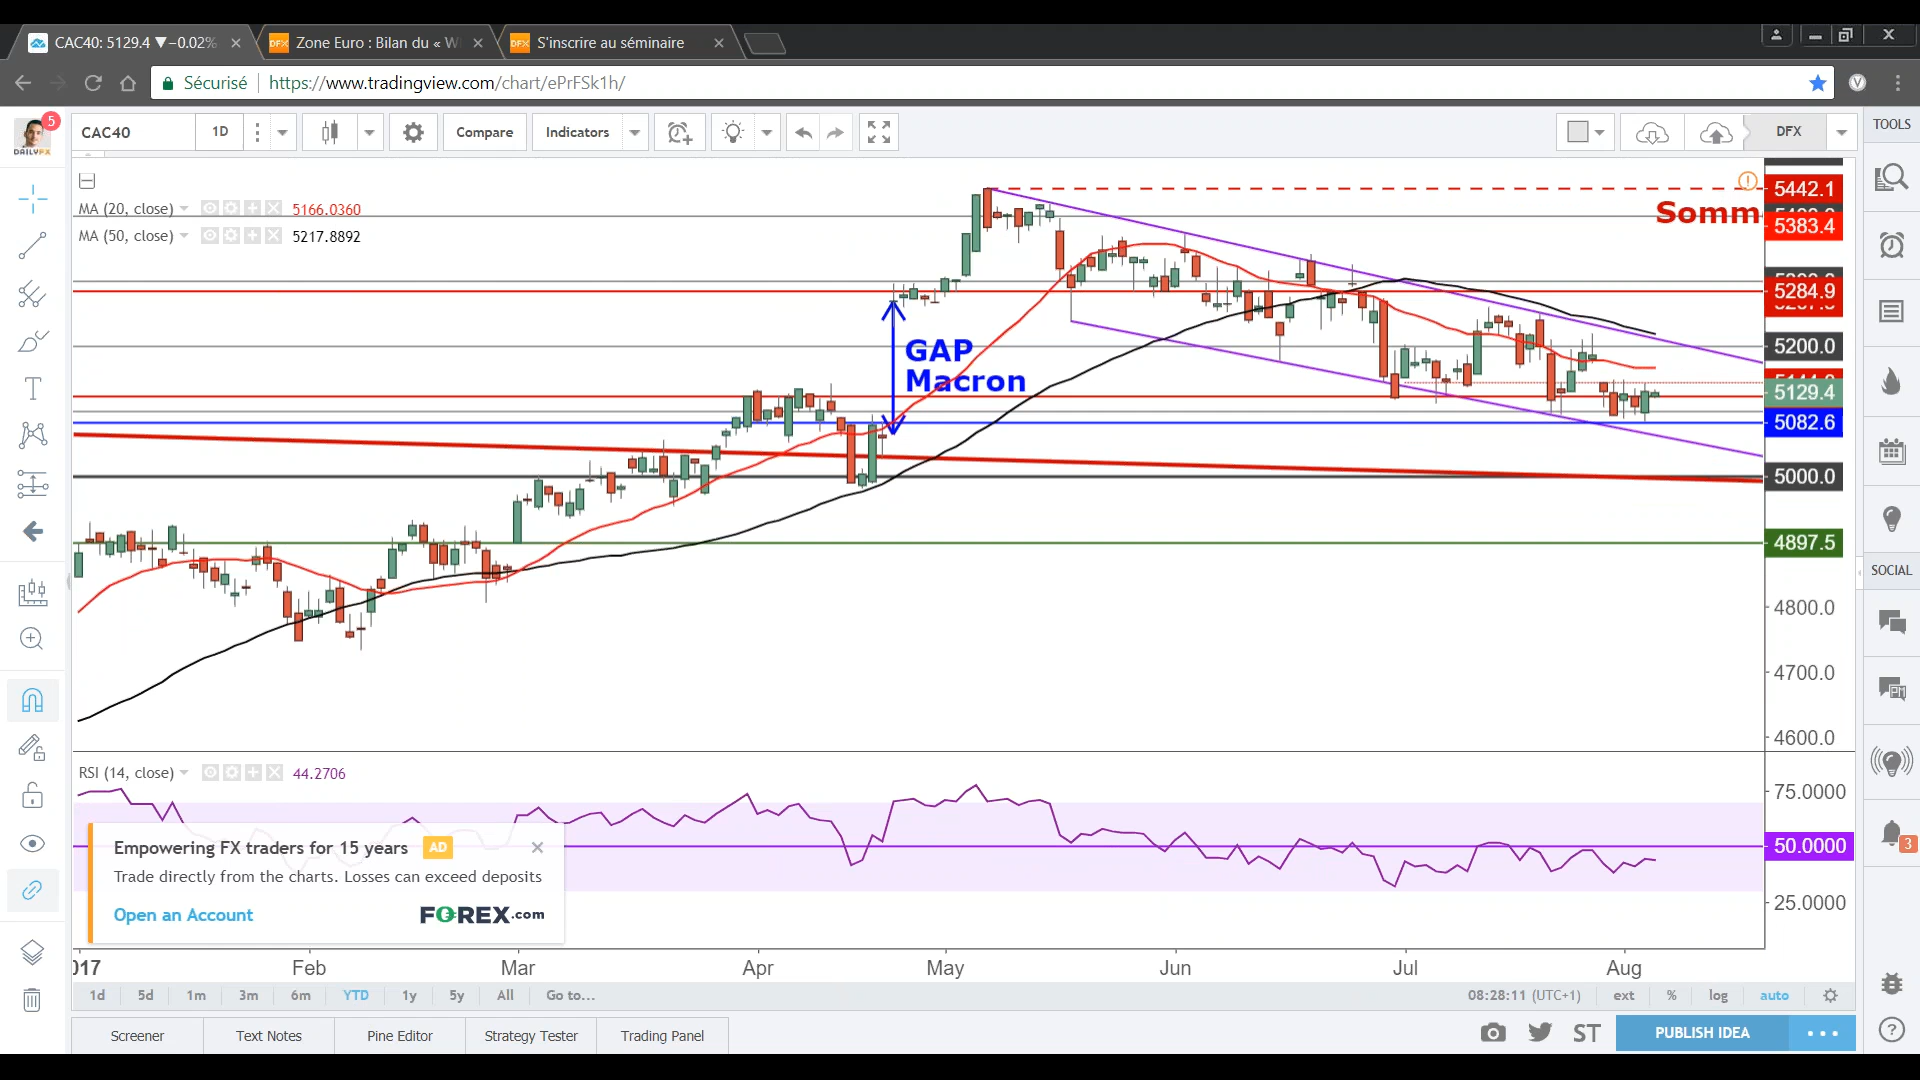 CAC40: 5129.4 ▼−0.02%
DFX Zone Euro : Bilan du « W
DFX S'inscrire au séminaire
Sécurisé https://www.tradingview.com/chart/ePrFSk1h/
5
DAILYFX
CAC40 1D Compare Indicators DFX
TOOLS
MA (20, close) 5166.0360
MA (50, close) 5217.8892
5442.1
Somm
5383.4
5284.9
GAP
Macron
5200.0
5129.4
5082.6
5000.0
4897.5
SOCIAL
4800.0
4700.0
4600.0
RSI (14, close) 44.2706
75.0000
50.0000
25.0000
3
Empowering FX traders for 15 years AD
Trade directly from the charts. Losses can exceed deposits
Open an Account FOREX.com
017 Feb Mar Apr May Jun Jul Aug
1d 5d 1m 3m 6m YTD 1y 5y All Go to... 08:28:11 (UTC+1) ext % log auto
Screener Text Notes Pine Editor Strategy Tester Trading Panel ST PUBLISH IDEA